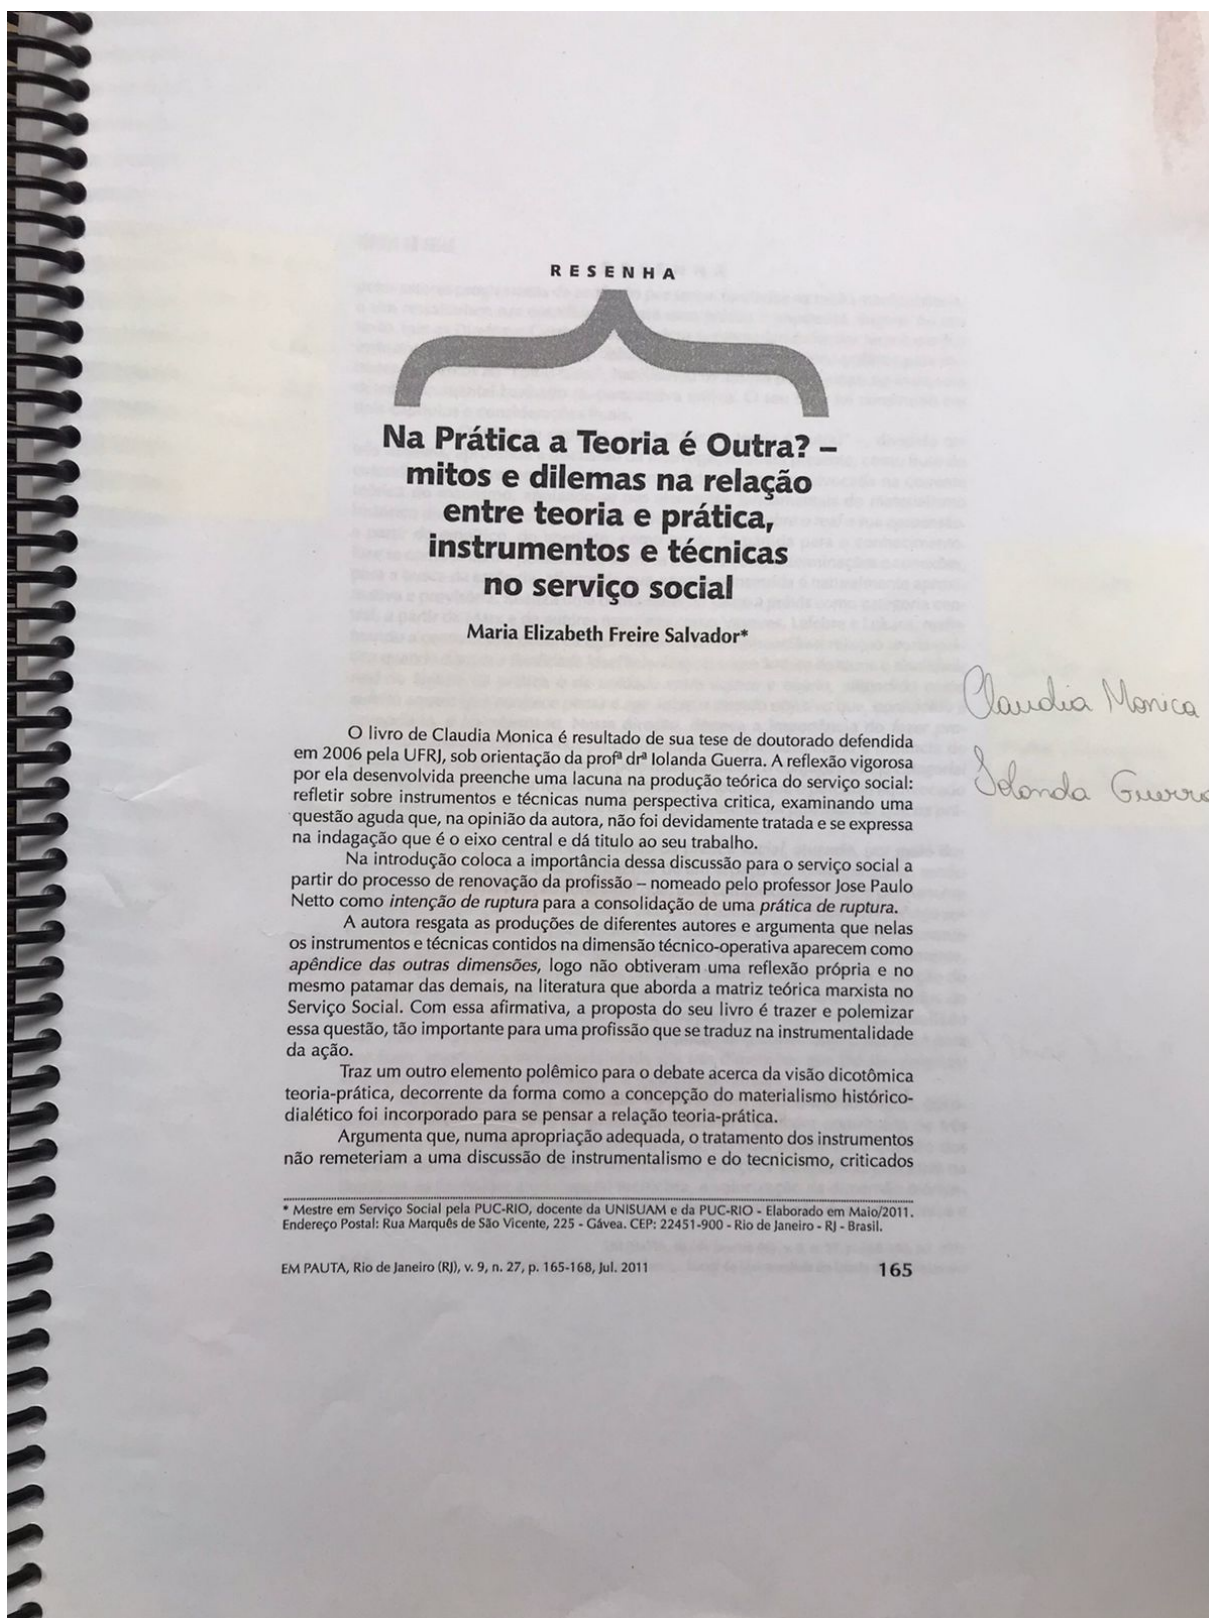 RESENHA
Na Prática a Teoria é Outra? –
mitos e dilemas na relação
entre teoria e prática,
instrumentos e técnicas
no serviço social
Maria Elizabeth Freire Salvador*
Claudia Monica
Iolanda Guerra
O livro de Claudia Monica é resultado de sua tese de doutorado defendida
em 2006 pela UFRJ, sob orientação da profª drª Iolanda Guerra. A reflexão vigorosa
por ela desenvolvida preenche uma lacuna na produção teórica do serviço social:
refletir sobre instrumentos e técnicas numa perspectiva critica, examinando uma
questão aguda que, na opinião da autora, não foi devidamente tratada e se expressa
na indagação que é o eixo central e dá titulo ao seu trabalho.
Na introdução coloca a importância dessa discussão para o serviço social a
partir do processo de renovação da profissão – nomeado pelo professor Jose Paulo
Netto como intenção de ruptura para a consolidação de uma prática de ruptura.
A autora resgata as produções de diferentes autores e argumenta que nelas
os instrumentos e técnicas contidos na dimensão técnico-operativa aparecem como
apêndice das outras dimensões, logo não obtiveram uma reflexão própria e no
mesmo patamar das demais, na literatura que aborda a matriz teórica marxista no
Serviço Social. Com essa afirmativa, a proposta do seu livro é trazer e polemizar
essa questão, tão importante para uma profissão que se traduz na instrumentalidade
da ação.
Traz um outro elemento polêmico para o debate acerca da visão dicotômica
teoria-prática, decorrente da forma como a concepção do materialismo histórico-
dialético foi incorporado para se pensar a relação teoria-prática.
Argumenta que, numa apropriação adequada, o tratamento dos instrumentos
não remeteriam a uma discussão de instrumentalismo e do tecnicismo, criticados
* Mestre em Serviço Social pela PUC-RIO, docente da UNISUAM e da PUC-RIO - Elaborado em Maio/2011.
Endereço Postal: Rua Marquês de São Vicente, 225 - Gávea. CEP: 22451-900 - Rio de Janeiro - RJ - Brasil.
EM PAUTA, Rio de Janeiro (RJ), v. 9, n. 27, p. 165-168, Jul. 2011 165